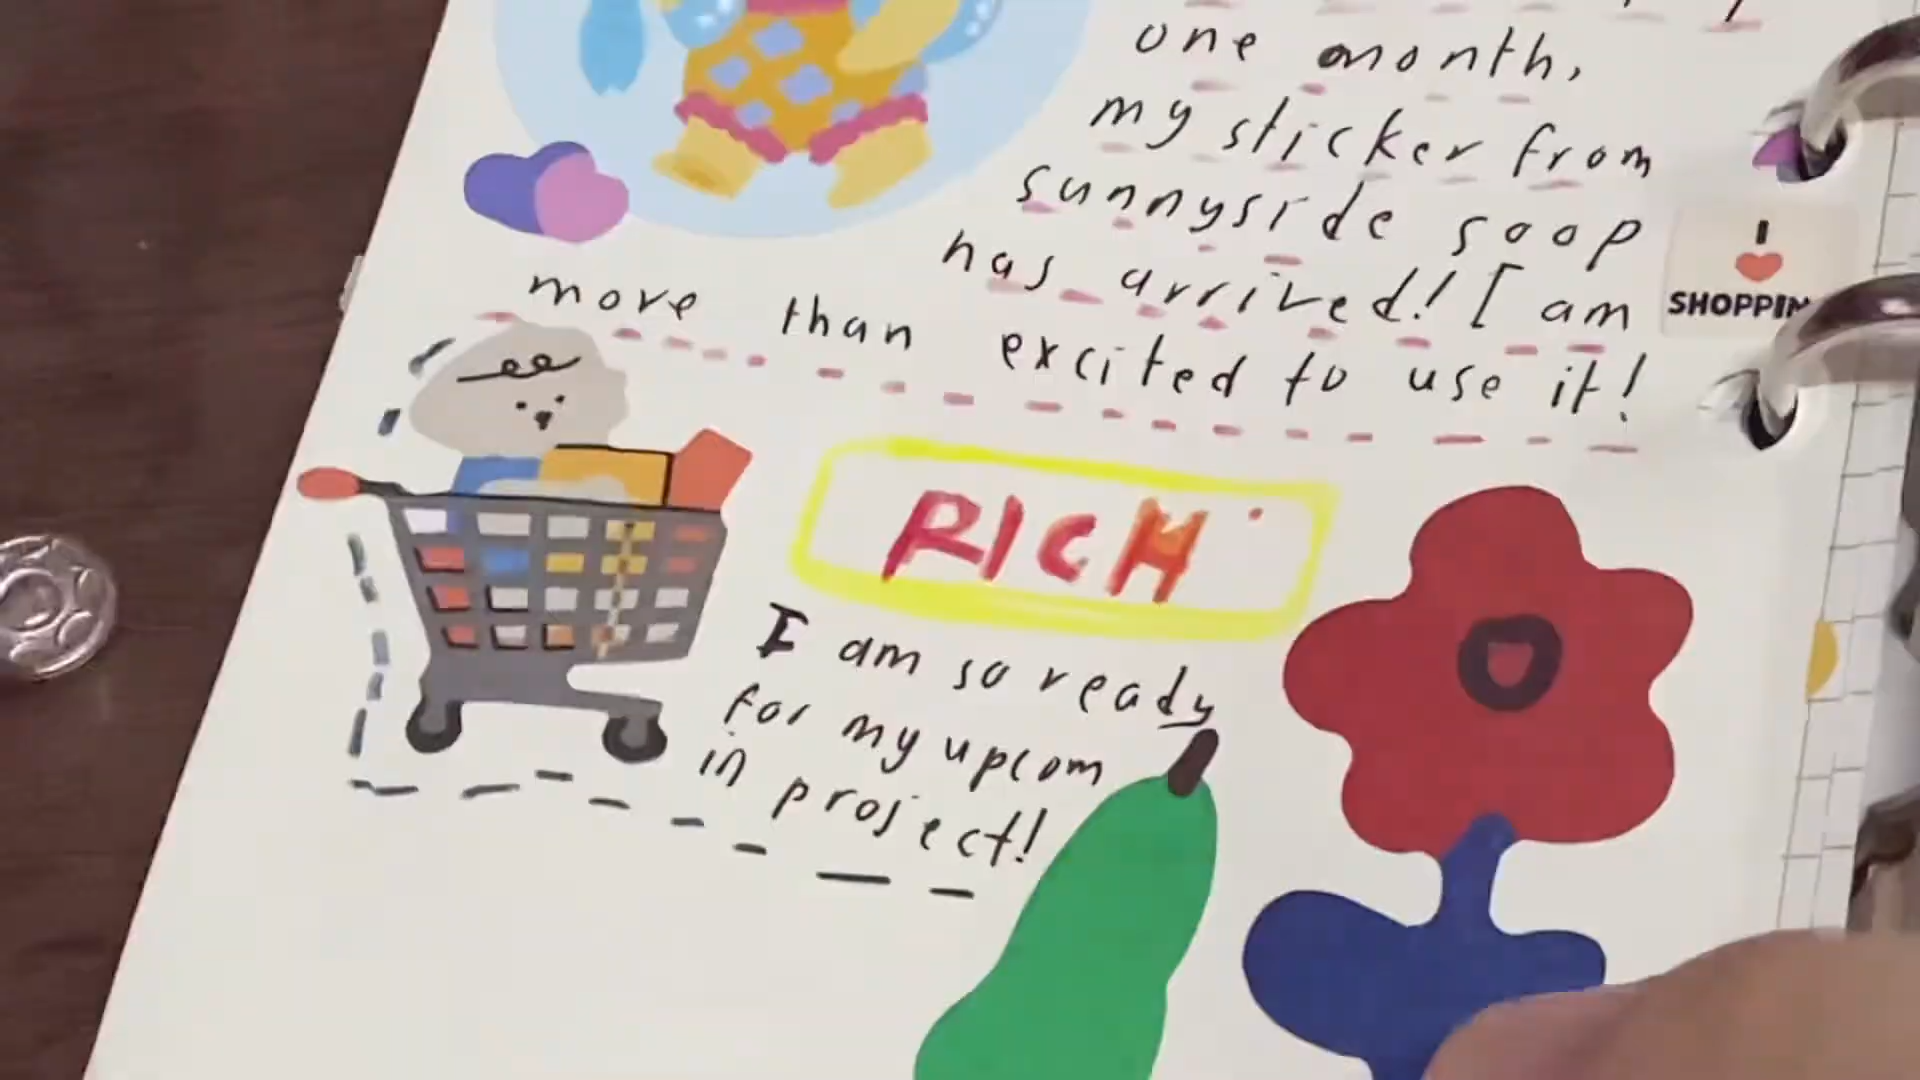 one month,
my sticker from
sunnyside soop
has arrived! I am
more than excited to use it!
I
SHOPPIN
RICH
I am so ready
for my upcom
in project!